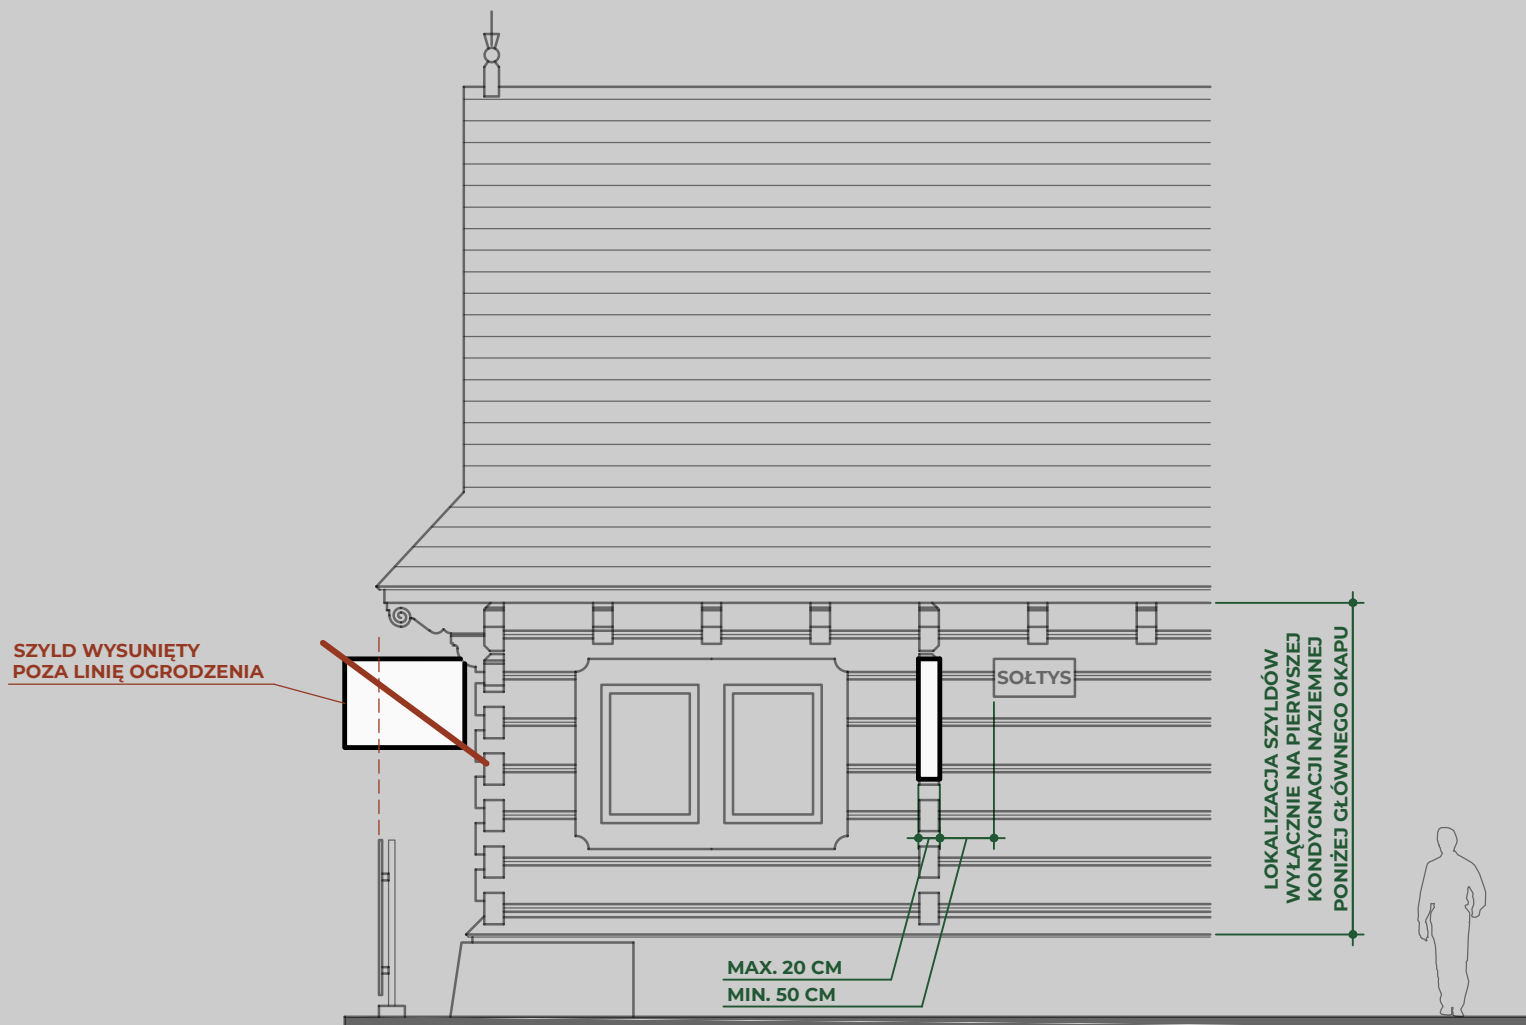 SZYLD WYSUNIĘTY
POZA LINIĘ OGRODZENIA
SOŁTYS
LOKALIZACJA SZYLDÓW
WYŁĄCZNIE NA PIERWSZEJ
KONDYGNACJI NAZIEMNEJ
PONIŻEJ GŁÓWNEGO OKAPU
MAX. 20 CM
MIN. 50 CM